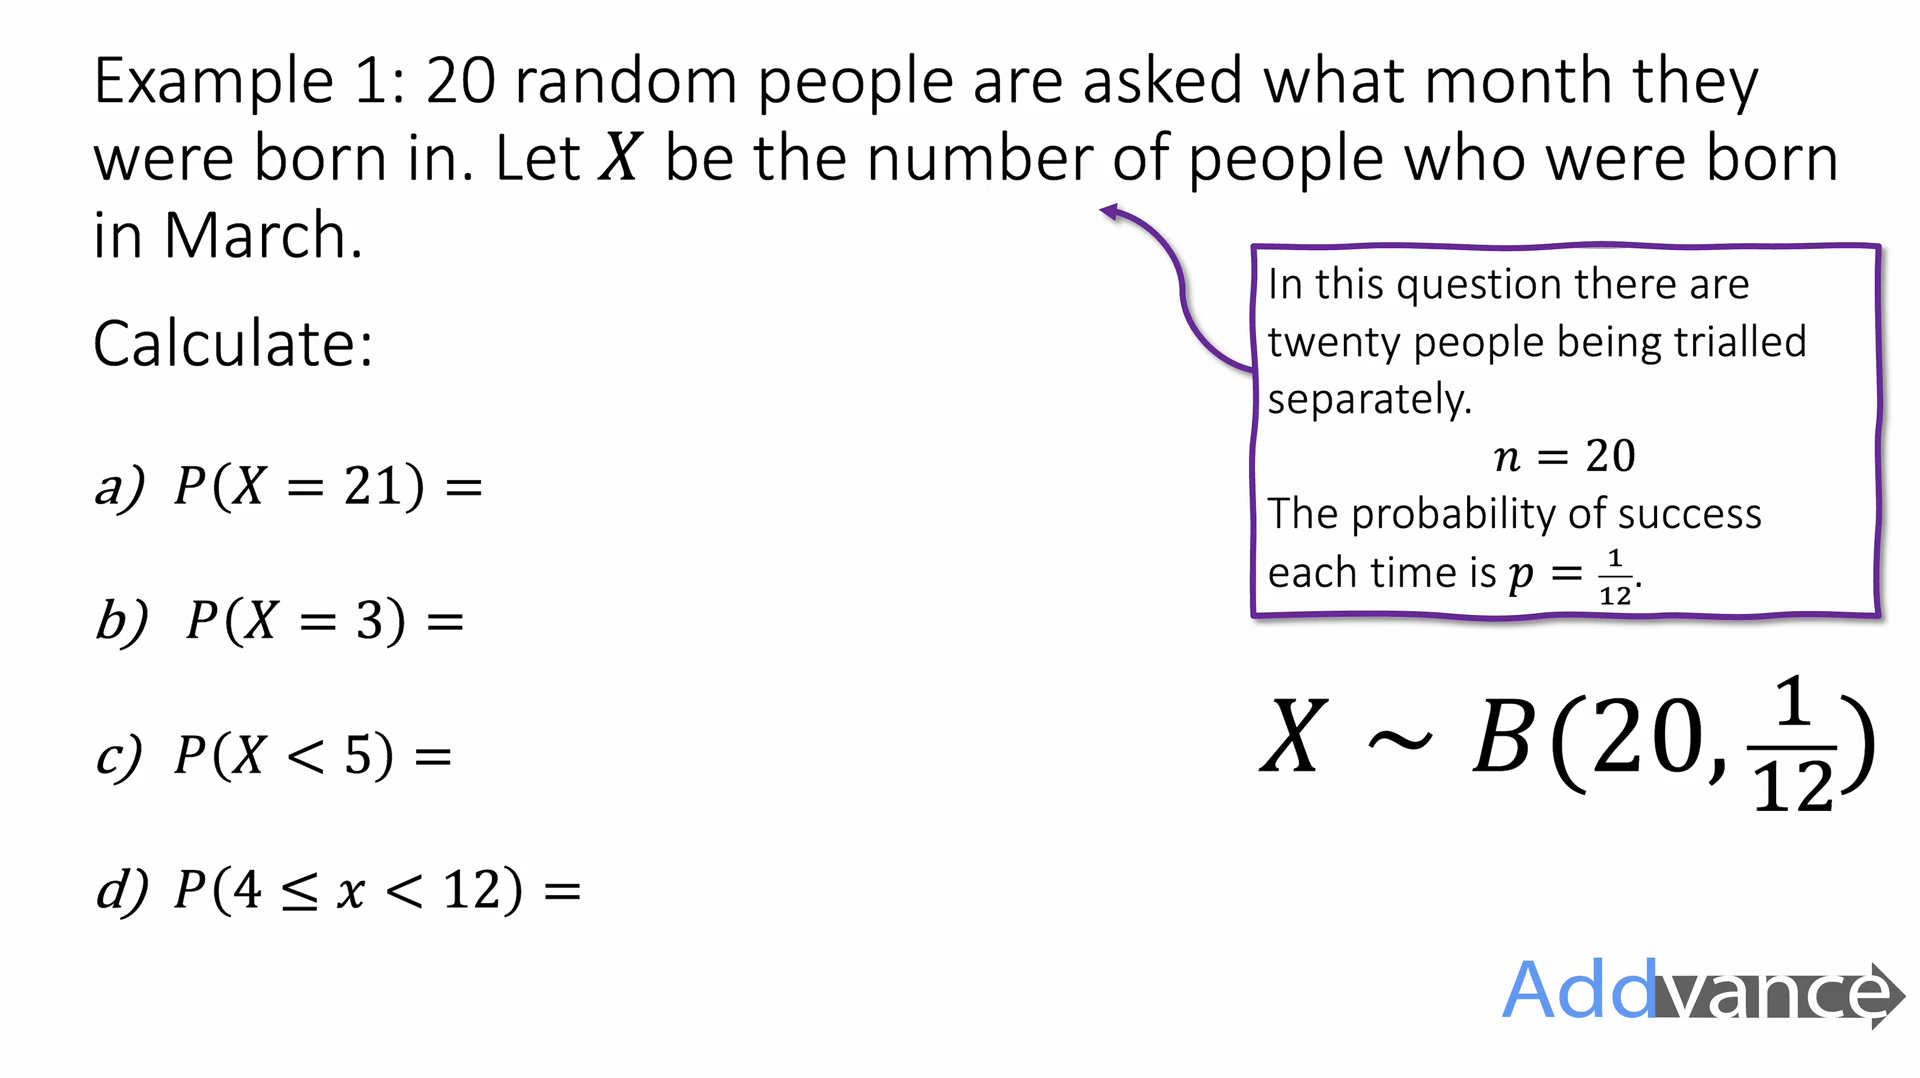 Example 1: 20 random people are asked what month they
were born in. Let X be the number of people who were born
in March.
Calculate:
a) P(X = 21) =
b) P(X = 3) =
c) P(X < 5) =
d) P(4 ≤ x < 12) =
In this question there are
twenty people being trialled
separately.
n = 20
The probability of success
each time is p = 1/12.
X ~ B(20, 1/12)
Addvance